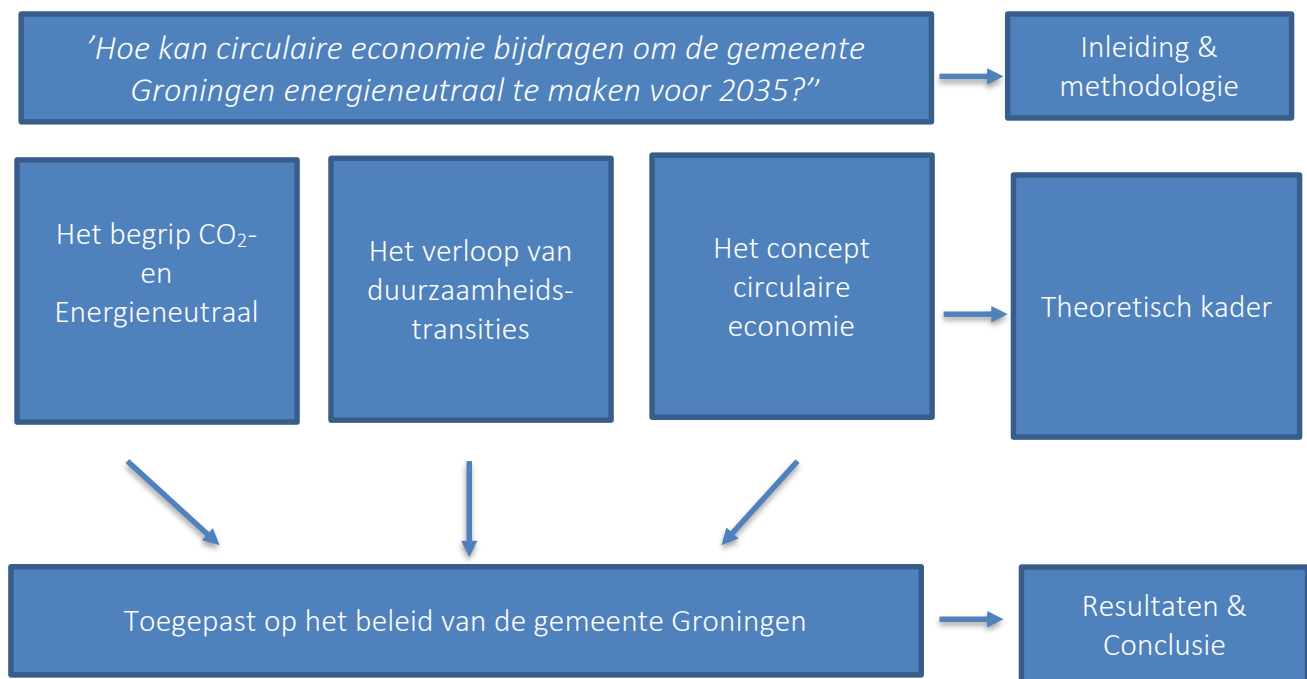 ’Hoe kan circulaire economie bijdragen om de gemeente
Groningen energieneutraal te maken voor 2035?’’
Inleiding &
methodologie
Het begrip CO₂-
en
Energieneutraal
Het verloop van
duurzaamheids-
transities
Het concept
circulaire
economie
Theoretisch kader
Toegepast op het beleid van de gemeente Groningen
Resultaten &
Conclusie